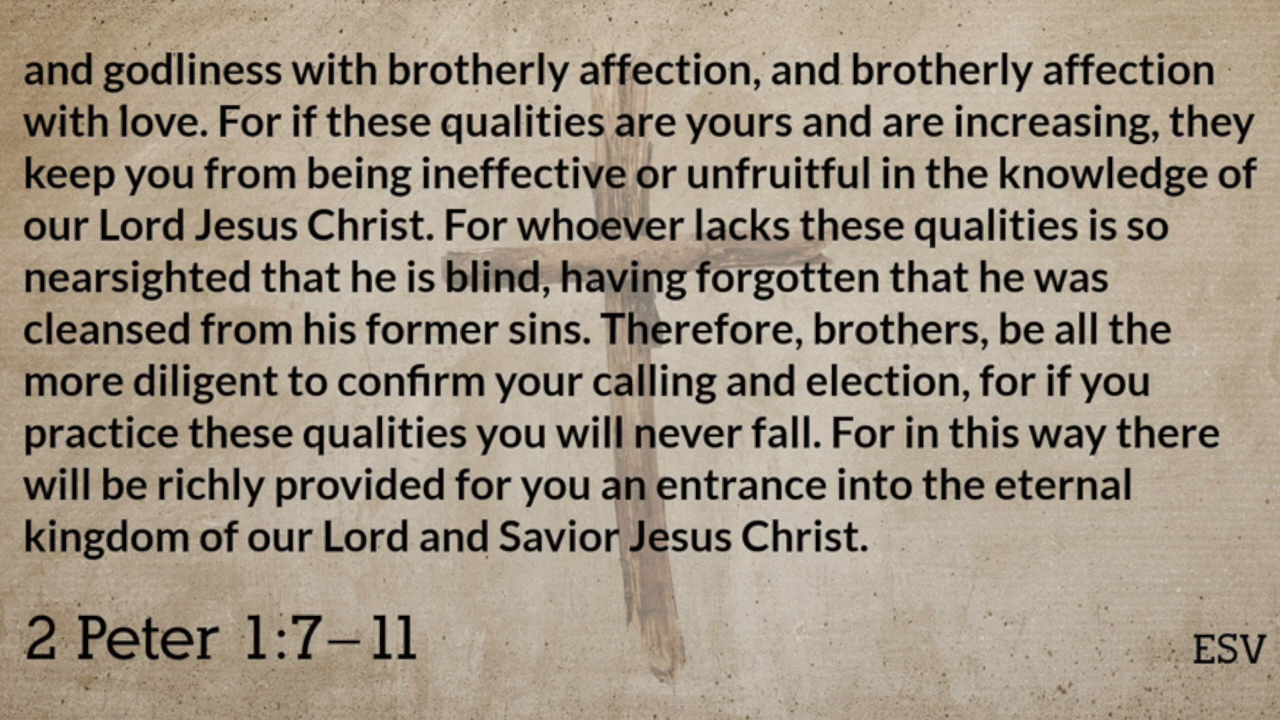 and godliness with brotherly affection, and brotherly affection
with love. For if these qualities are yours and are increasing, they
keep you from being ineffective or unfruitful in the knowledge of
our Lord Jesus Christ. For whoever lacks these qualities is so
nearsighted that he is blind, having forgotten that he was
cleansed from his former sins. Therefore, brothers, be all the
more diligent to confirm your calling and election, for if you
practice these qualities you will never fall. For in this way there
will be richly provided for you an entrance into the eternal
kingdom of our Lord and Savior Jesus Christ.
2 Peter 1:7–11
ESV